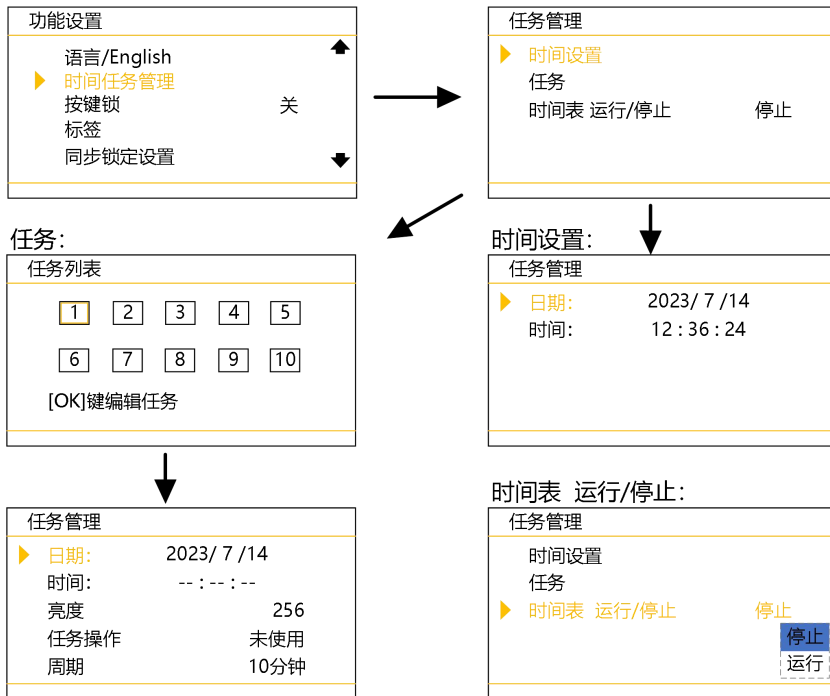 功能设置
语言/English
时间任务管理
按键锁 关
标签
同步锁定设置
任务管理
时间设置
任务
时间表 运行/停止 停止
任务:
任务列表
1 2 3 4 5
6 7 8 9 10
[OK]键编辑任务
时间设置:
任务管理
日期: 2023/ 7 /14
时间: 12 : 36 : 24
任务管理
日期: 2023/ 7 /14
时间: -- : -- : --
亮度 256
任务操作 未使用
周期 10分钟
时间表 运行/停止:
任务管理
时间设置
任务
时间表 运行/停止 停止
停止
运行